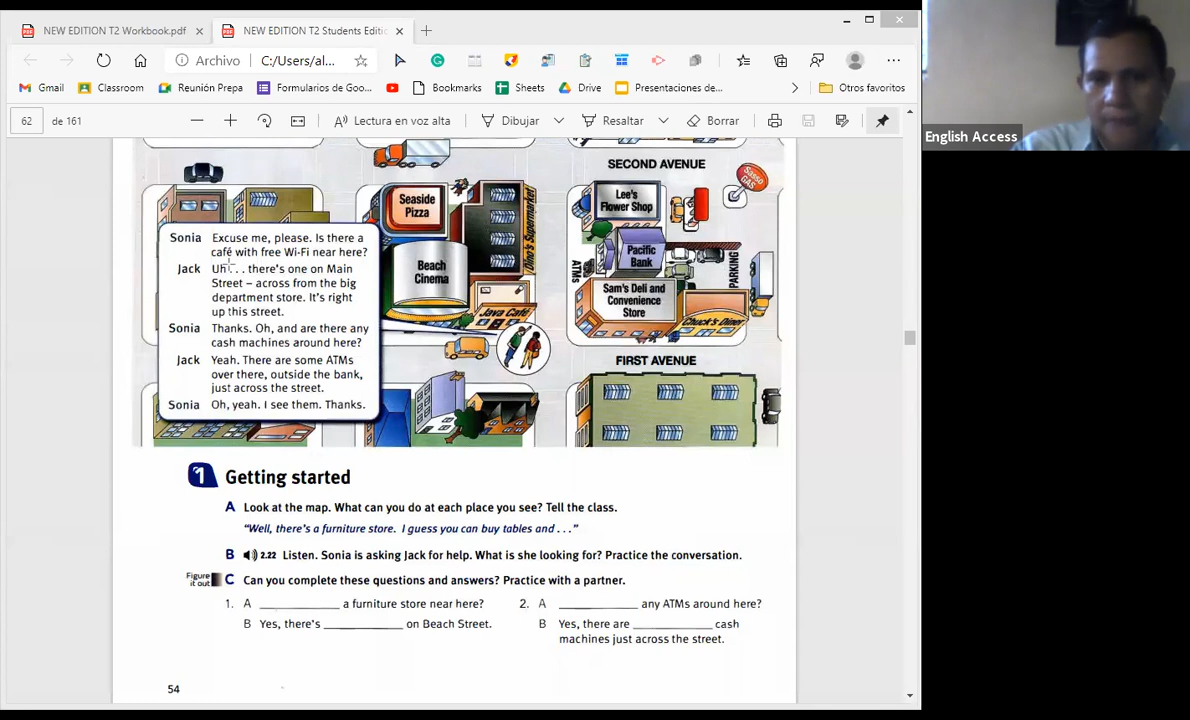 NEW EDITION T2 Workbook.pdf
NEW EDITION T2 Students Editi
Archivo
C:/Users/al...
Gmail
Classroom
Reunión Prepa
Formularios de Goo...
Bookmarks
Sheets
Drive
Presentaciones de...
Otros favoritos
62
de 161
Lectura en voz alta
Dibujar
Resaltar
Borrar
English Access
SECOND AVENUE
Sasso
GAS
Seaside
Pizza
Dino's Supermarket
Lee's
Flower Shop
Beach
Cinema
Pacific
Bank
ATMs
PARKING
Sam's Deli and
Convenience
Store
Java Café
Chuck's Diner
FIRST AVENUE
Sonia Excuse me, please. Is there a
café with free Wi-Fi near here?
Jack Uh . . . there's one on Main
Street – across from the big
department store. It's right
up this street.
Sonia Thanks. Oh, and are there any
cash machines around here?
Jack Yeah. There are some ATMs
over there, outside the bank,
just across the street.
Sonia Oh, yeah. I see them. Thanks.
1 Getting started
A Look at the map. What can you do at each place you see? Tell the class.
"Well, there's a furniture store. I guess you can buy tables and . . ."
B 2.22 Listen. Sonia is asking Jack for help. What is she looking for? Practice the conversation.
Figure
it out
C Can you complete these questions and answers? Practice with a partner.
1. A ____________ a furniture store near here?
B Yes, there's ____________ on Beach Street.
2. A ____________ any ATMs around here?
B Yes, there are ____________ cash
machines just across the street.
54